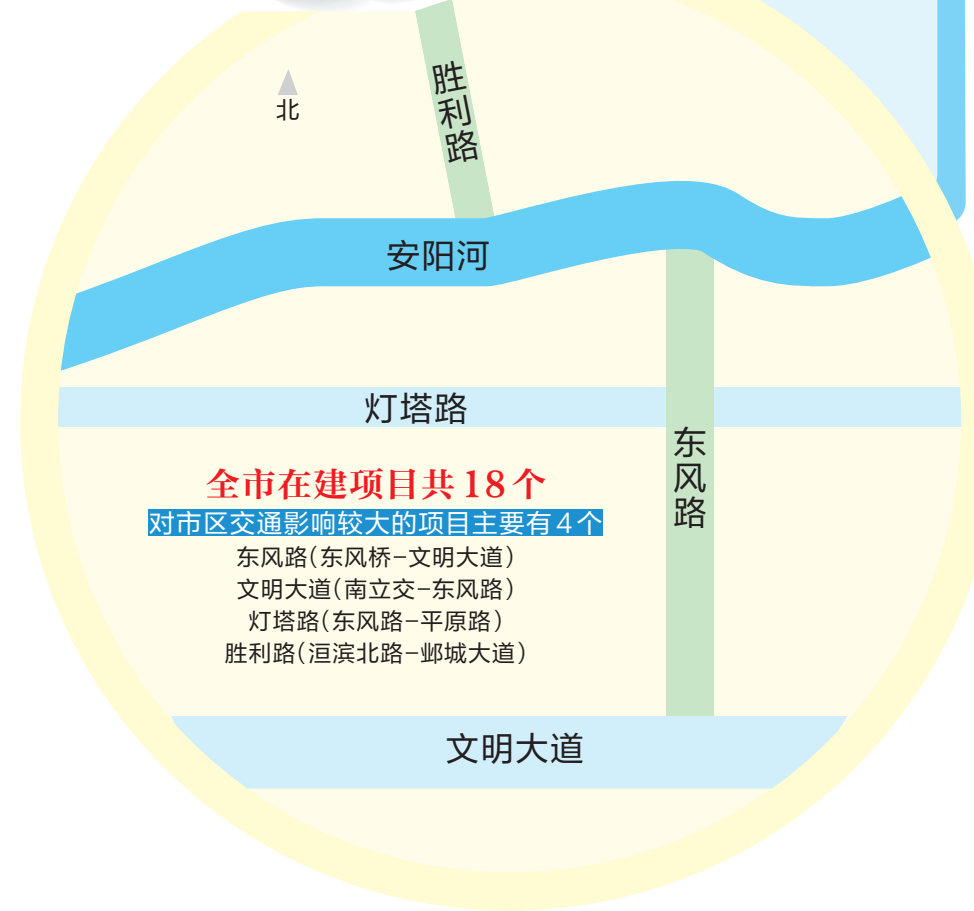 胜利路
北
安阳河
灯塔路
东风路
全市在建项目共18个
对市区交通影响较大的项目主要有4个
东风路(东风桥-文明大道)
文明大道(南立交-东风路)
灯塔路(东风路-平原路)
胜利路(洹滨北路-邺城大道)
文明大道